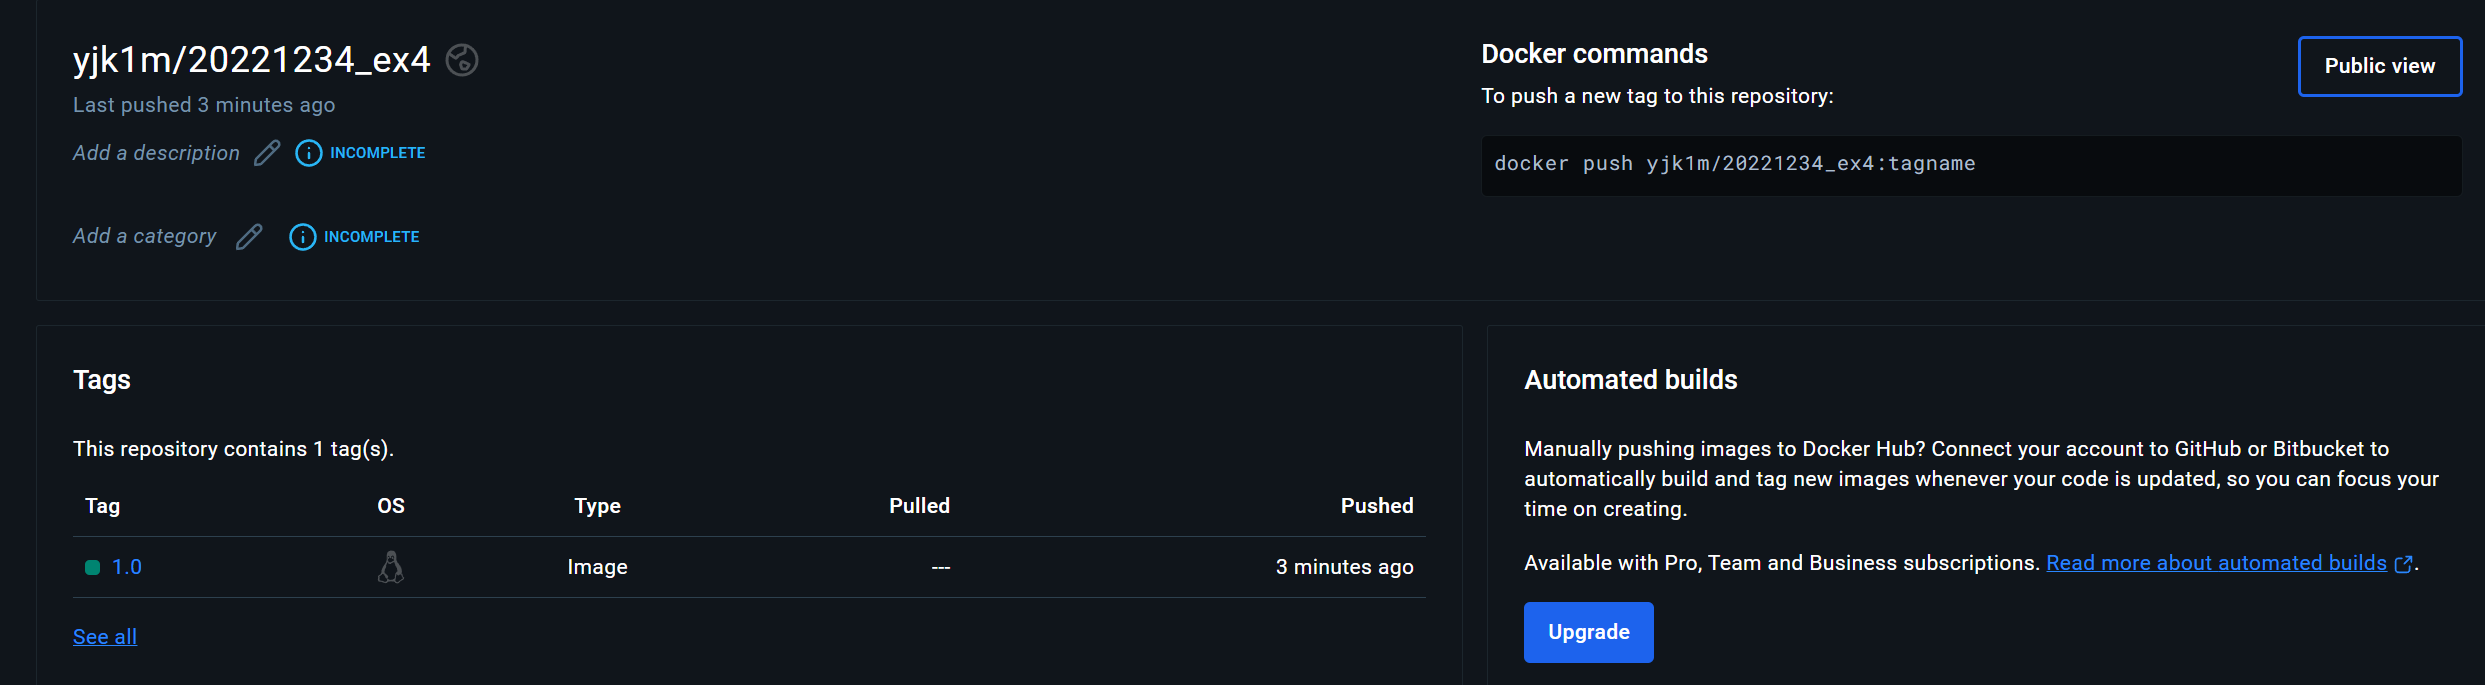 yjk1m/20221234_ex4
Last pushed 3 minutes ago
Add a description INCOMPLETE
Add a category INCOMPLETE
Docker commands
To push a new tag to this repository:
Public view
docker push yjk1m/20221234_ex4:tagname
Tags
This repository contains 1 tag(s).
Tag OS Type Pulled Pushed
1.0 Image --- 3 minutes ago
See all
Automated builds
Manually pushing images to Docker Hub? Connect your account to GitHub or Bitbucket to
automatically build and tag new images whenever your code is updated, so you can focus your
time on creating.
Available with Pro, Team and Business subscriptions. Read more about automated builds.
Upgrade